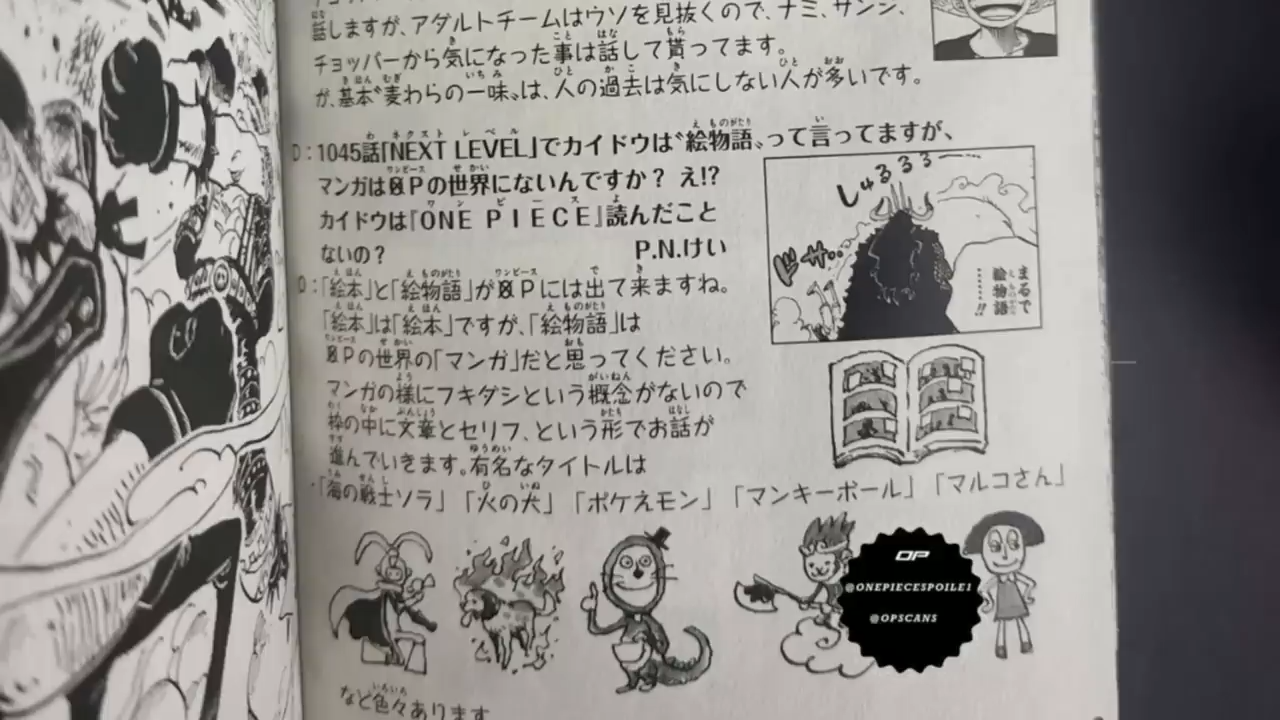 話しますが、アダルトチームはウソを見抜くので、ナミ、サンジ、
チョッパーから気になった事は話して貰ってます。
が、基本〝麦わらの一味〟は、人の過去は気にしない人が多いです。
D:1045話「NEXT LEVEL」でカイドウは〝絵物語〟って言ってますが、
マンガはOPの世界にないんですか? え!?
カイドウは『ONE PIECE』読んだこと
ないの? P.N.けい
しゅるるる
ドサ‥
まるで
絵物語
……!!
O:「絵本」と「絵物語」がOPには出て来ますね。
「絵本」は「絵本」ですが、「絵物語」は
OPの世界の「マンガ」だと思ってください。
マンガの様にフキダシという概念がないので
枠の中に文章とセリフ、という形でお話が
進んでいきます。有名なタイトルは
「海の戦士ソラ」「火の犬」「ポケえモン」「マンキーボール」「マルコさん」
OP
@ONEPIECESPOILE1
@OPSCANS
など色々あります